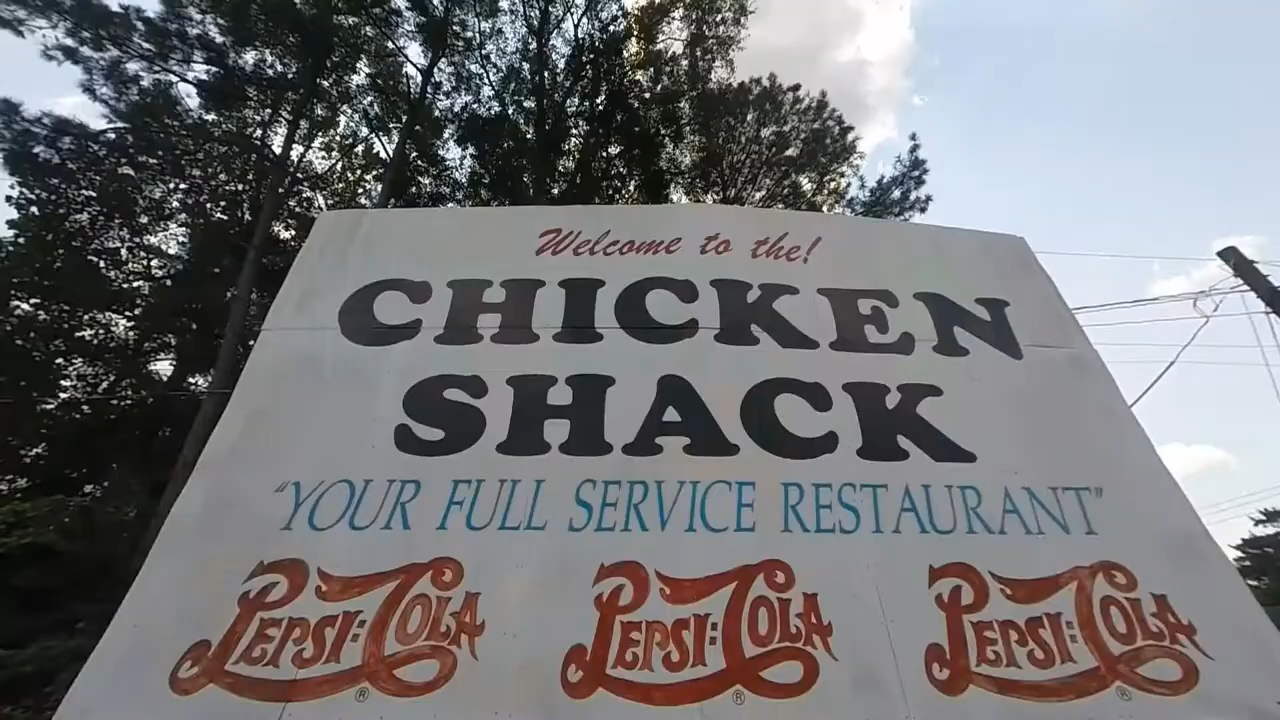 Welcome to the!
CHICKEN
SHACK
"YOUR FULL SERVICE RESTAURANT"
PEPSI:COLA® PEPSI:COLA® PEPSI:COLA®